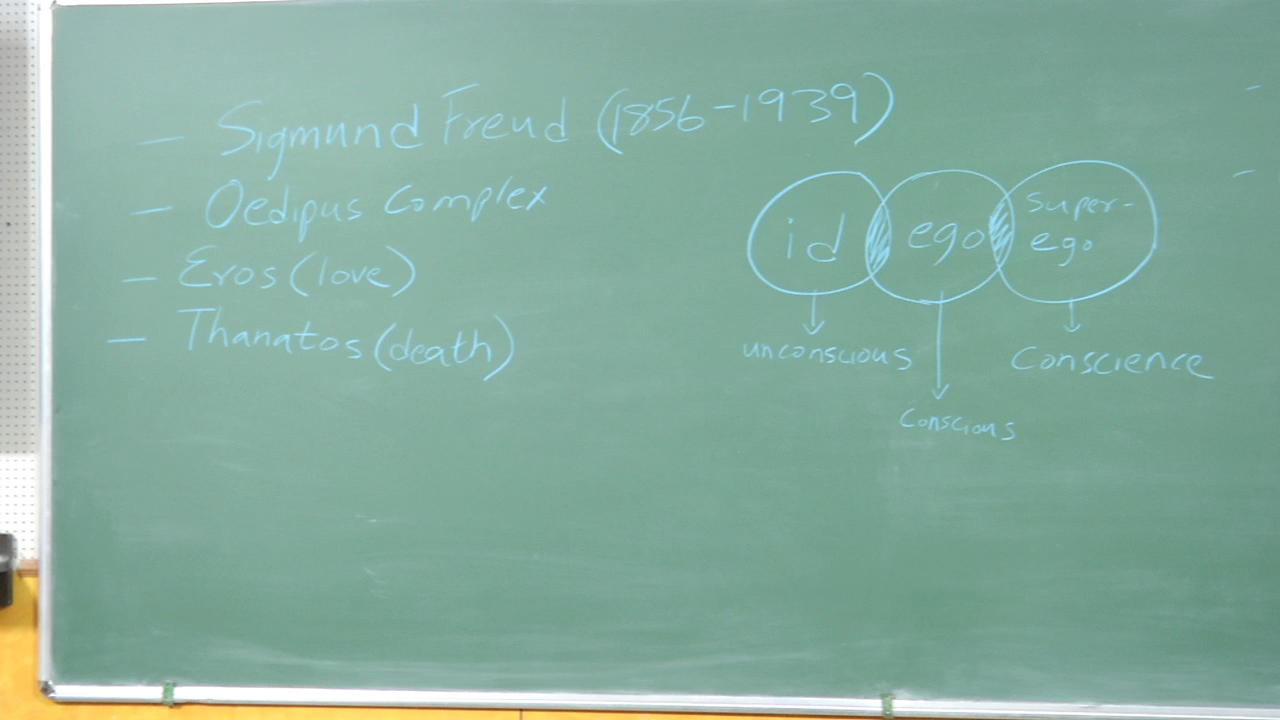 — Sigmund Freud (1856-1939)
— Oedipus Complex
— Eros (love)
— Thanatos (death)
id ego super-
ego
unconscious
Conscience
Conscious